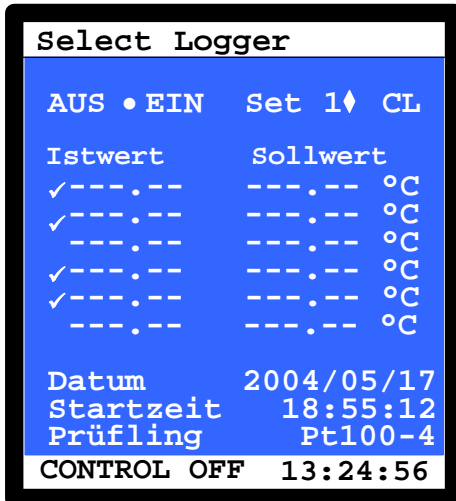 Select Logger
AUS ● EIN Set 1♦ CL
Istwert Sollwert
✓---.-- ---.-- °C
✓---.-- ---.-- °C
---.-- ---.-- °C
✓---.-- ---.-- °C
✓---.-- ---.-- °C
---.-- ---.-- °C
Datum 2004/05/17
Startzeit 18:55:12
Prüfling Pt100-4
CONTROL OFF 13:24:56